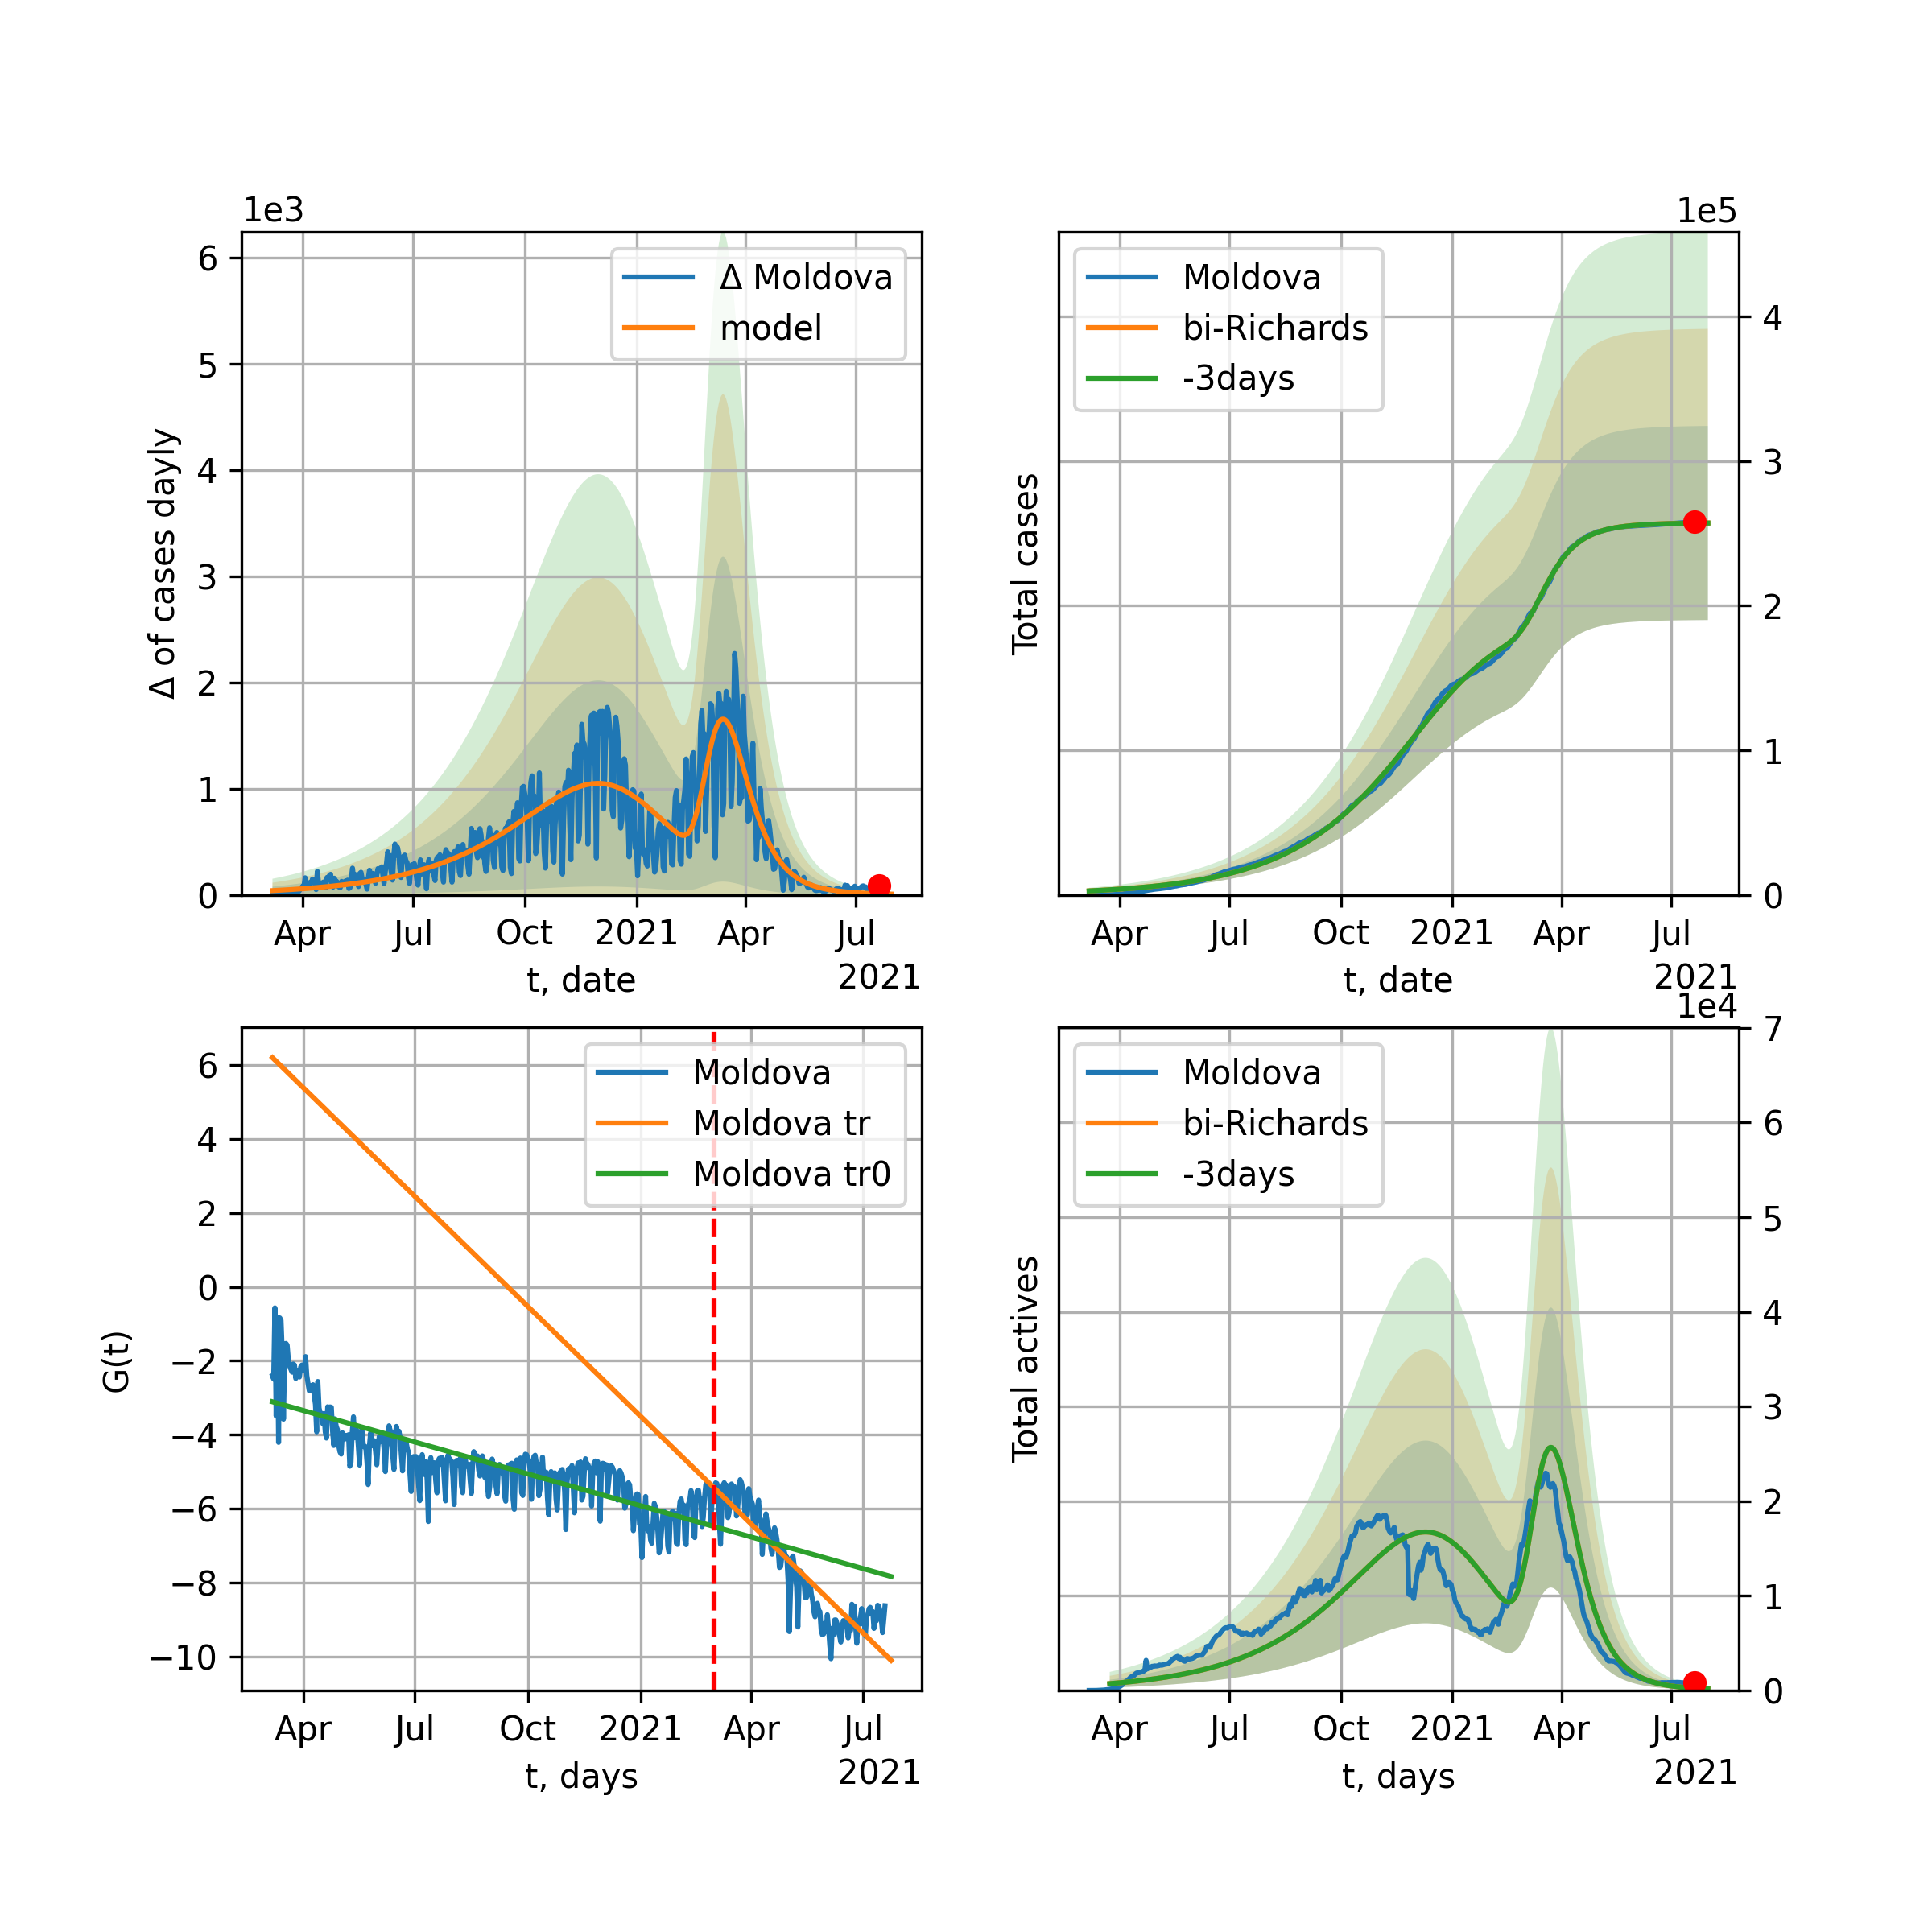 1e3
Δ Moldova
model
6
5
4
3
2
1
0
Δ of cases dayly
Apr Jul Oct 2021 Apr Jul
t, date
2021
1e5
Moldova
bi-Richards
-3days
Total cases
4
3
2
1
0
Apr Jul Oct 2021 Apr Jul
t, date
2021
Moldova
Moldova tr
Moldova tr0
6
4
2
0
−2
−4
−6
−8
−10
G(t)
Apr Jul Oct 2021 Apr Jul
t, days
2021
1e4
Moldova
bi-Richards
-3days
Total actives
7
6
5
4
3
2
1
0
Apr Jul Oct 2021 Apr Jul
t, days
2021